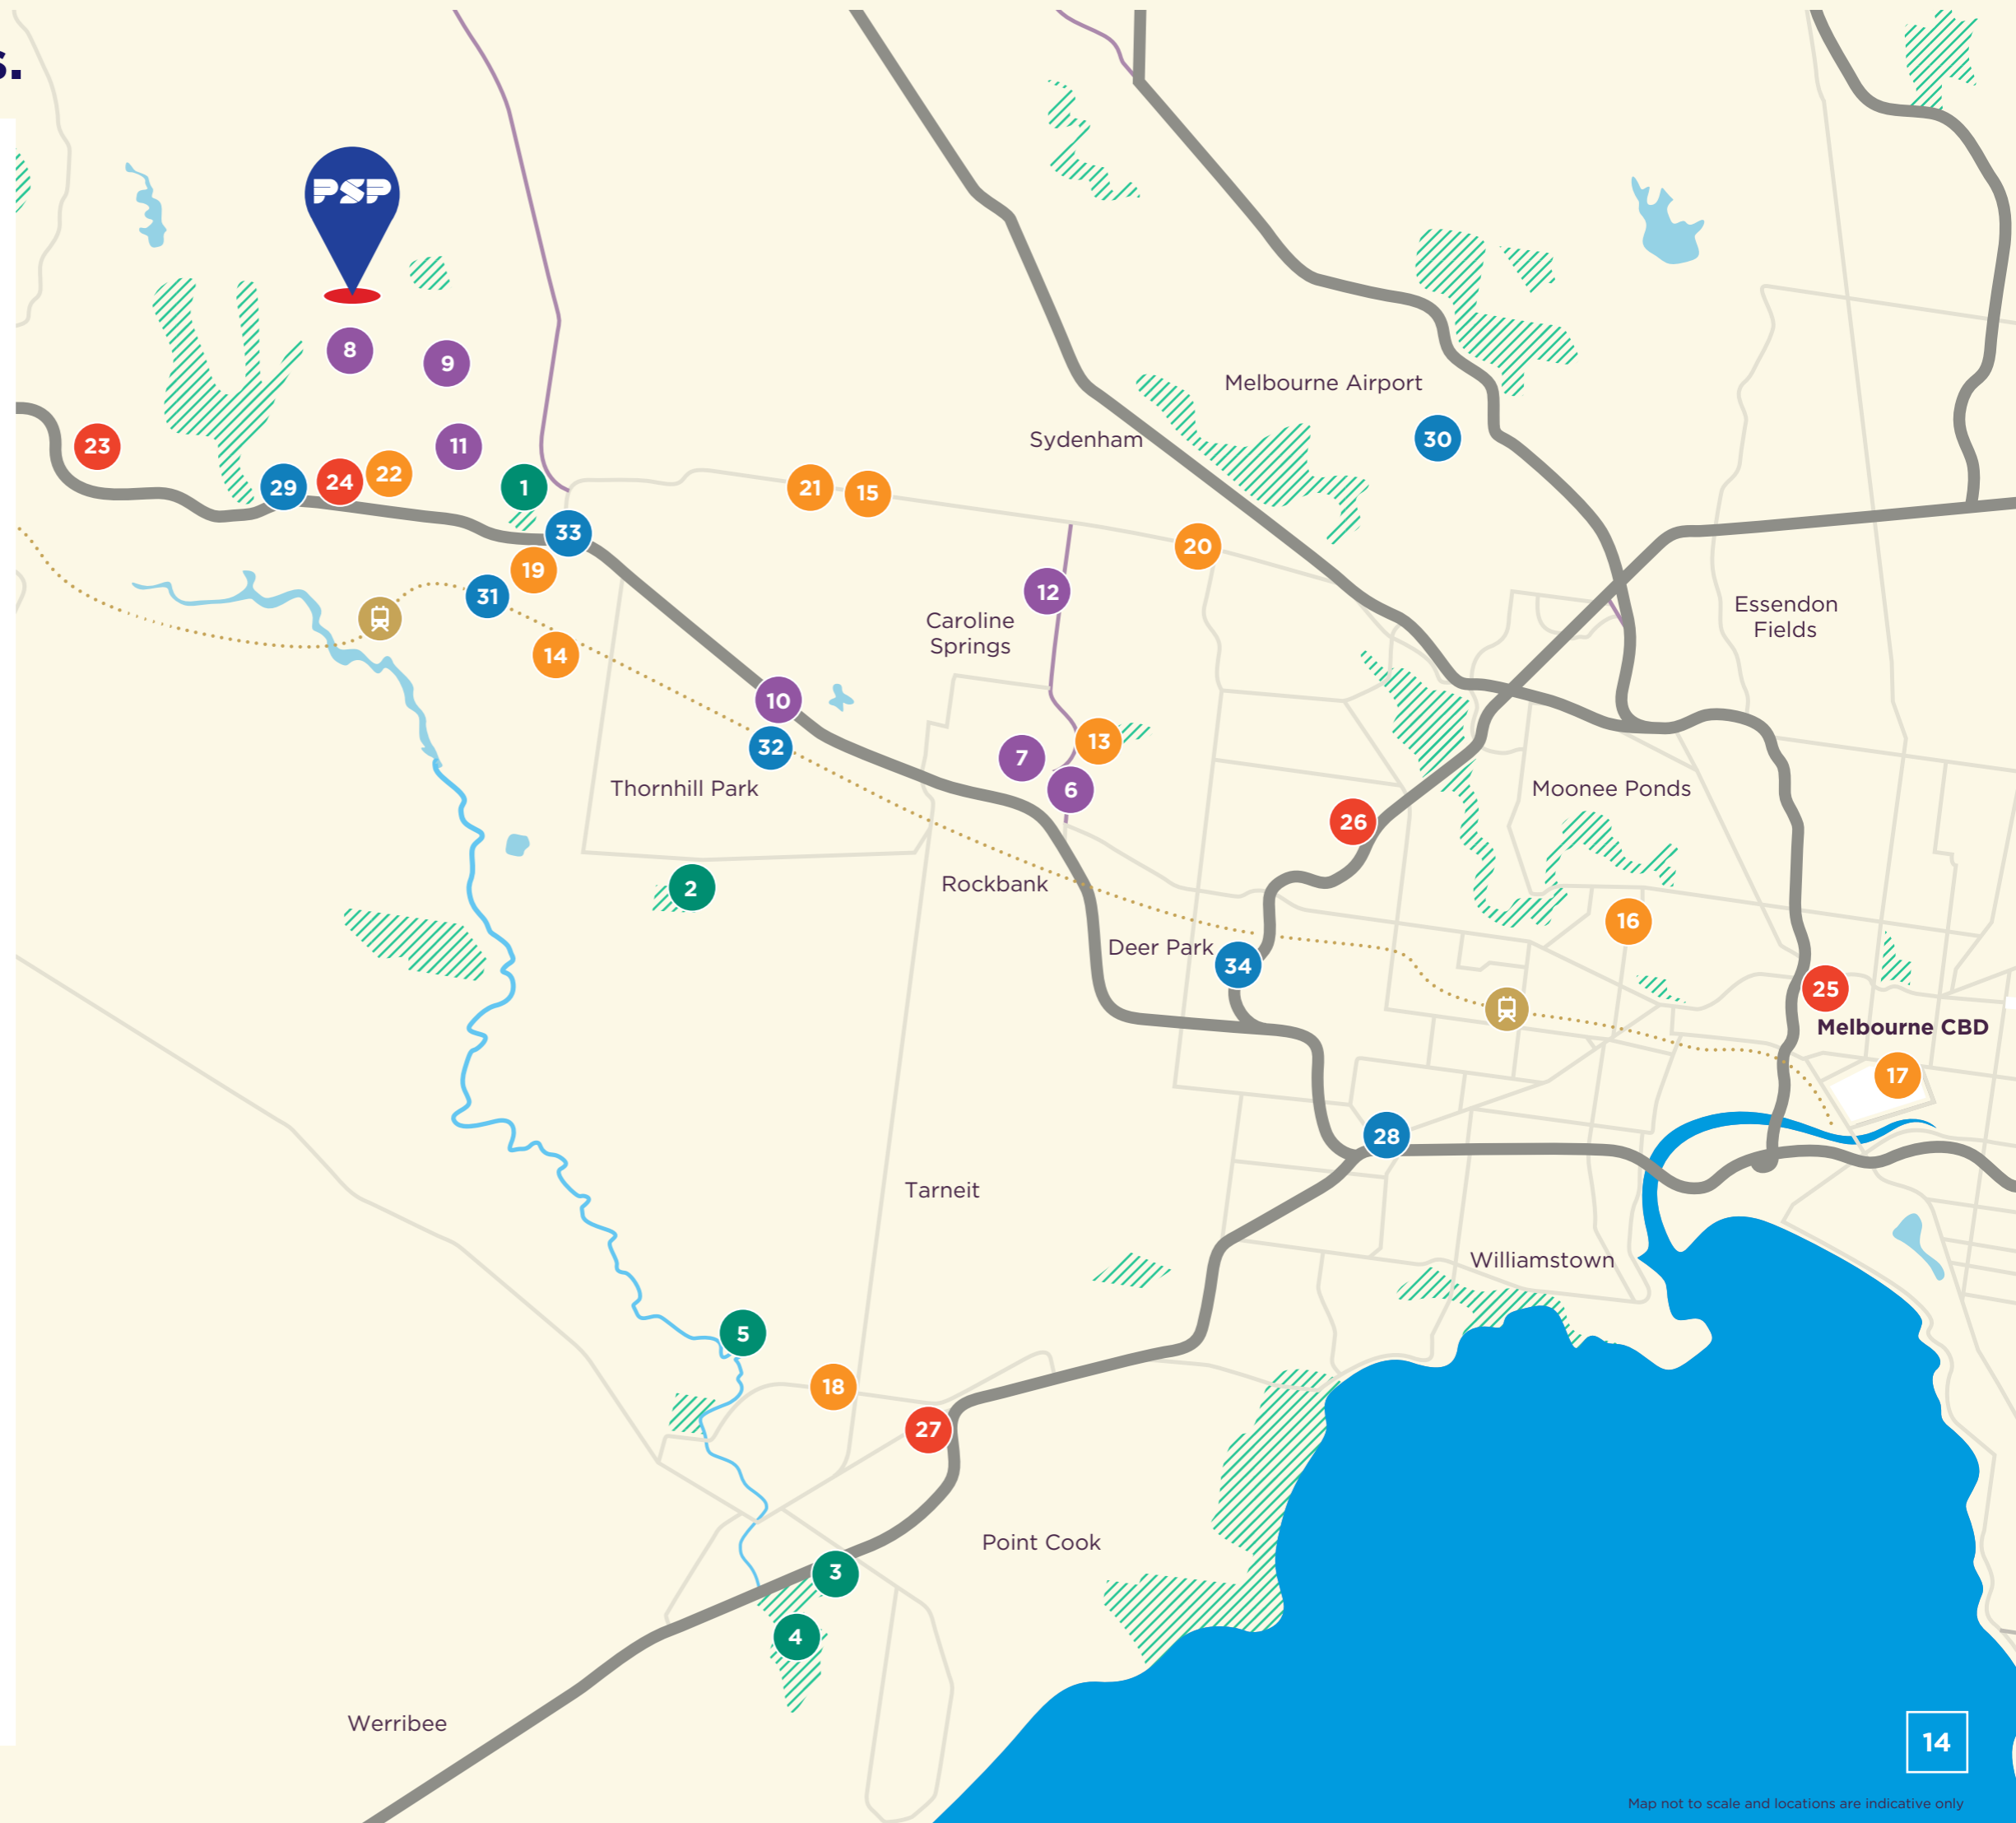 s.
PSP
8
9
Melbourne Airport
30
Sydenham
23
11
29
24
22
1
21
15
33
20
19
31
12
Caroline
Springs
Essendon
Fields
14
10
32
7
13
6
Thornhill Park
Moonee Ponds
26
2
Rockbank
16
Deer Park
34
25
Melbourne CBD
17
28
Tarneit
Williamstown
5
18
27
Point Cook
3
4
Werribee
14
Map not to scale and locations are indicative only